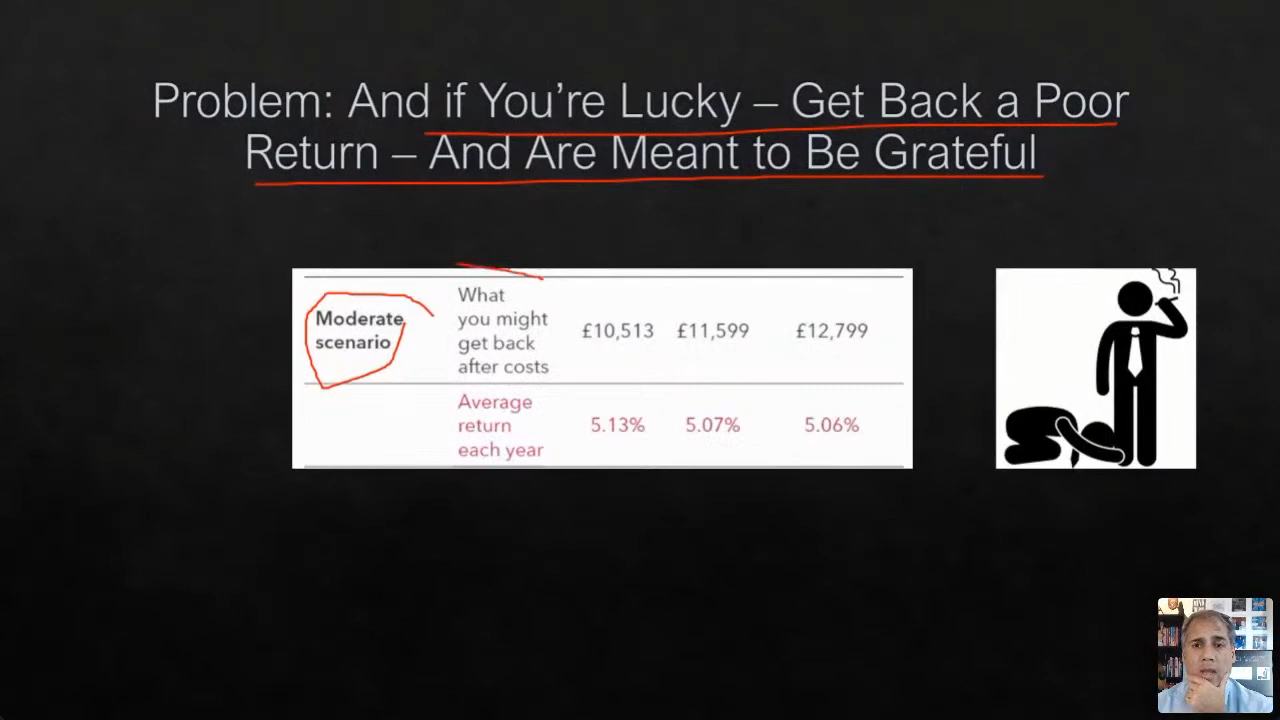 Problem: And if You’re Lucky – Get Back a Poor
Return – And Are Meant to Be Grateful
Moderate
scenario
What
you might
get back
after costs
£10,513 £11,599 £12,799
Average
return
each year
5.13% 5.07% 5.06%